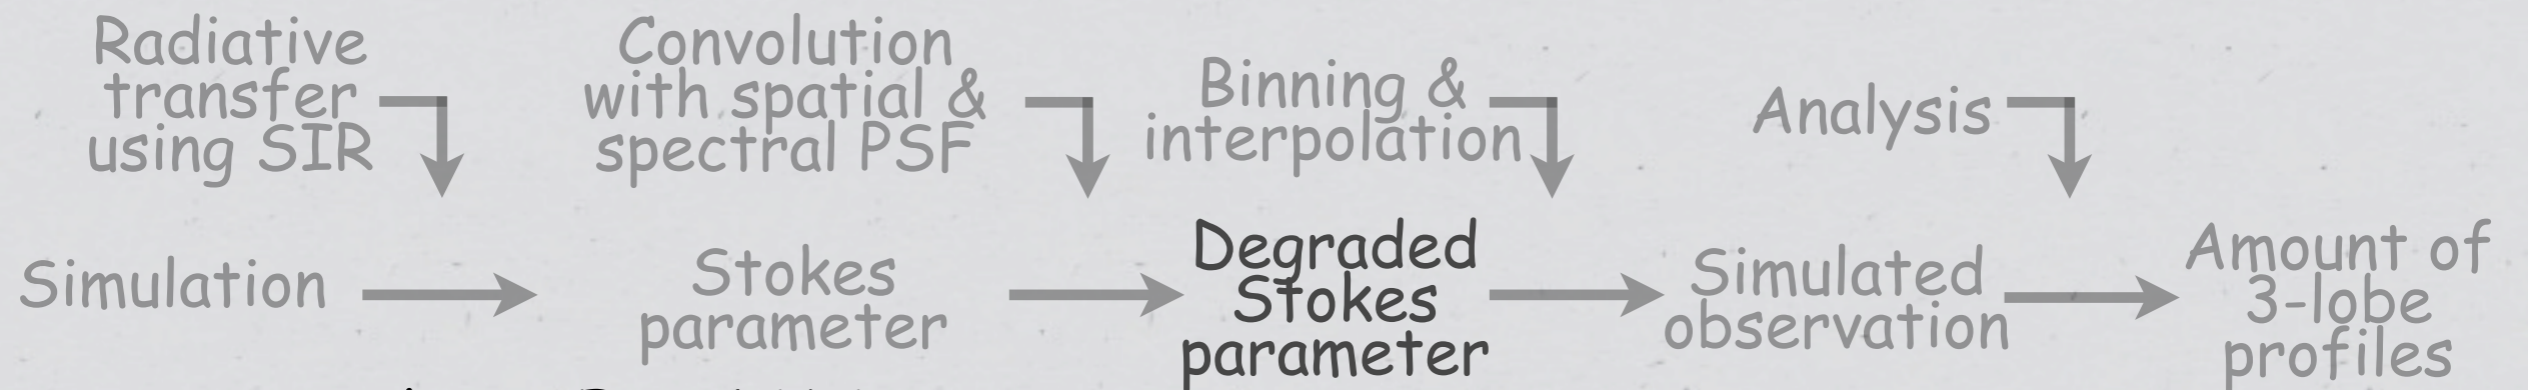 Radiative
transfer
using SIR
Convolution
with spatial &
spectral PSF
Binning &
interpolation
Analysis
Simulation
Stokes
parameter
Degraded
Stokes
parameter
Simulated
observation
Amount of
3-lobe
profiles